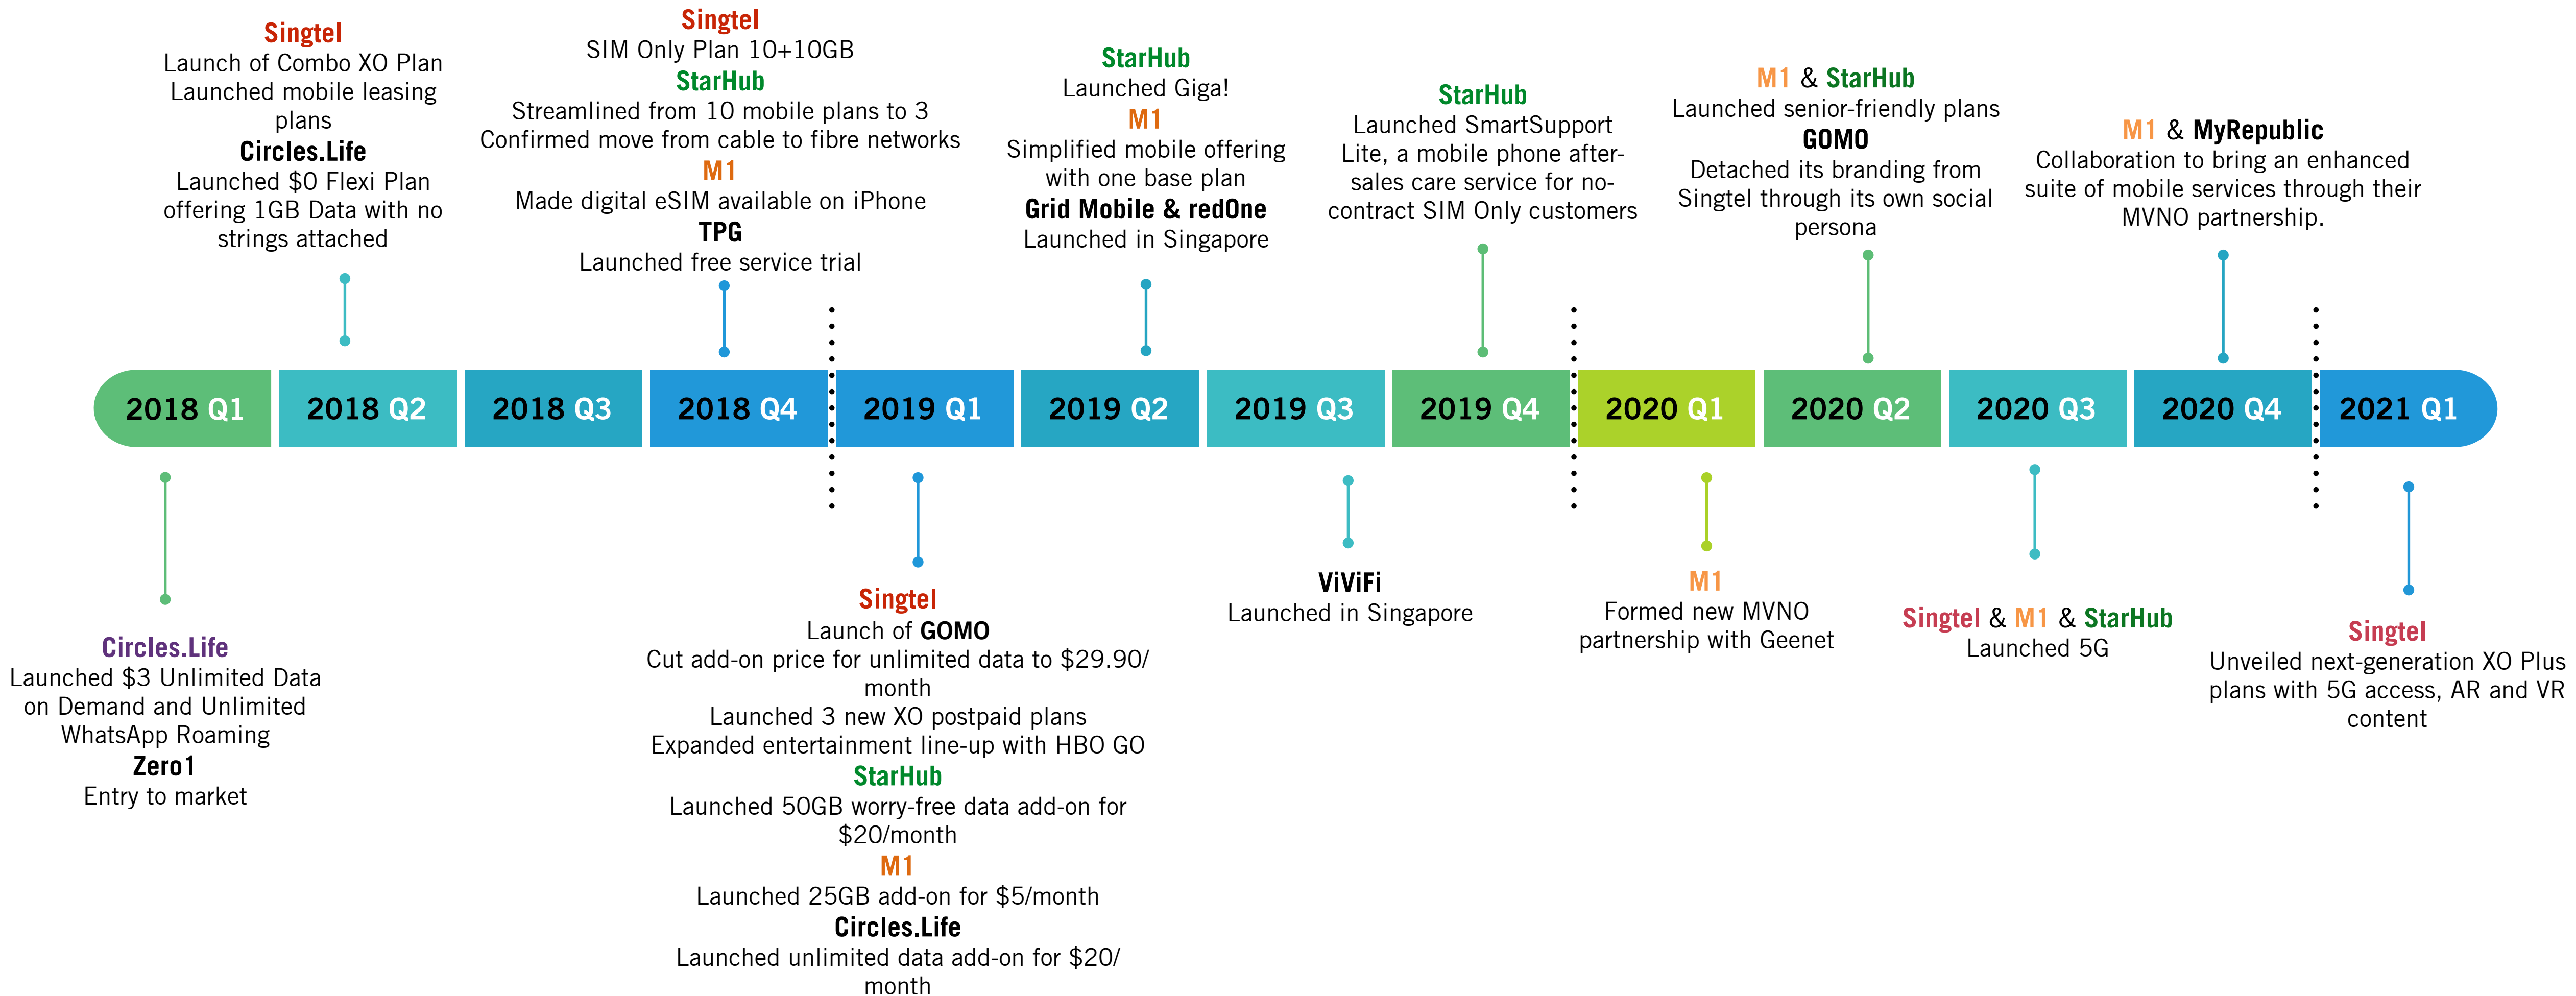 Singtel
Launch of Combo XO Plan
Launched mobile leasing
plans
Circles.Life
Launched $0 Flexi Plan
offering 1GB Data with no
strings attached
Singtel
SIM Only Plan 10+10GB
StarHub
Streamlined from 10 mobile plans to 3
Confirmed move from cable to fibre networks
M1
Made digital eSIM available on iPhone
TPG
Launched free service trial
StarHub
Launched Giga!
M1
Simplified mobile offering
with one base plan
Grid Mobile & redOne
Launched in Singapore
StarHub
Launched SmartSupport
Lite, a mobile phone after-
sales care service for no-
contract SIM Only customers
M1 & StarHub
Launched senior-friendly plans
GOMO
Detached its branding from
Singtel through its own social
persona
M1 & MyRepublic
Collaboration to bring an enhanced
suite of mobile services through their
MVNO partnership.
2018 Q1
2018 Q2
2018 Q3
2018 Q4
2019 Q1
2019 Q2
2019 Q3
2019 Q4
2020 Q1
2020 Q2
2020 Q3
2020 Q4
2021 Q1
Circles.Life
Launched $3 Unlimited Data
on Demand and Unlimited
WhatsApp Roaming
Zero1
Entry to market
Singtel
Launch of GOMO
Cut add-on price for unlimited data to $29.90/
month
Launched 3 new XO postpaid plans
Expanded entertainment line-up with HBO GO
StarHub
Launched 50GB worry-free data add-on for
$20/month
M1
Launched 25GB add-on for $5/month
Circles.Life
Launched unlimited data add-on for $20/
month
ViViFi
Launched in Singapore
M1
Formed new MVNO
partnership with Geenet
Singtel & M1 & StarHub
Launched 5G
Singtel
Unveiled next-generation XO Plus
plans with 5G access, AR and VR
content